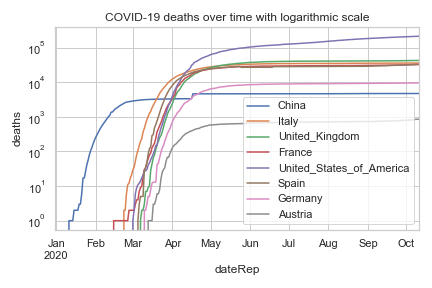 COVID-19 deaths over time with logarithmic scale
deaths
10^5
10^4
10^3
10^2
10^1
10^0
China
Italy
United_Kingdom
France
United_States_of_America
Spain
Germany
Austria
Jan Feb Mar Apr May Jun Jul Aug Sep Oct
2020
dateRep